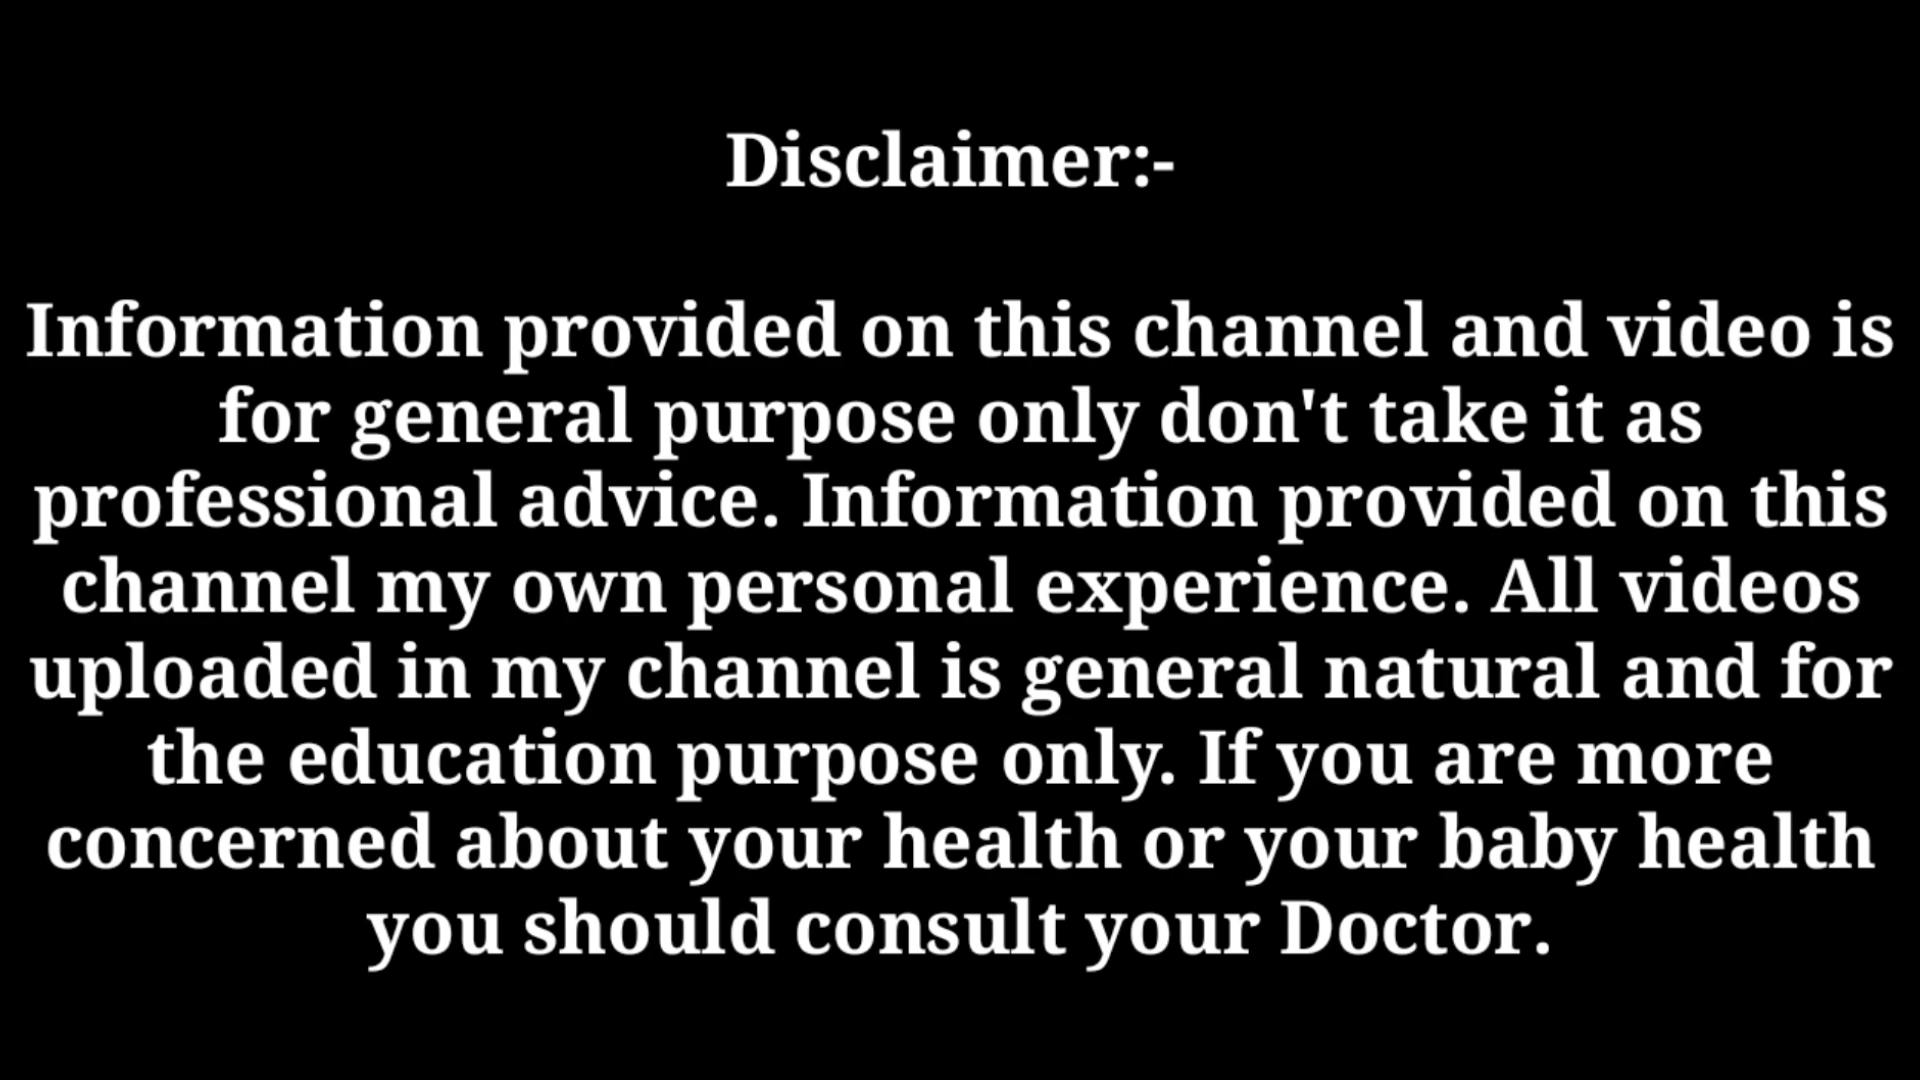 Disclaimer:-
Information provided on this channel and video is
for general purpose only don't take it as
professional advice. Information provided on this
channel my own personal experience. All videos
uploaded in my channel is general natural and for
the education purpose only. If you are more
concerned about your health or your baby health
you should consult your Doctor.